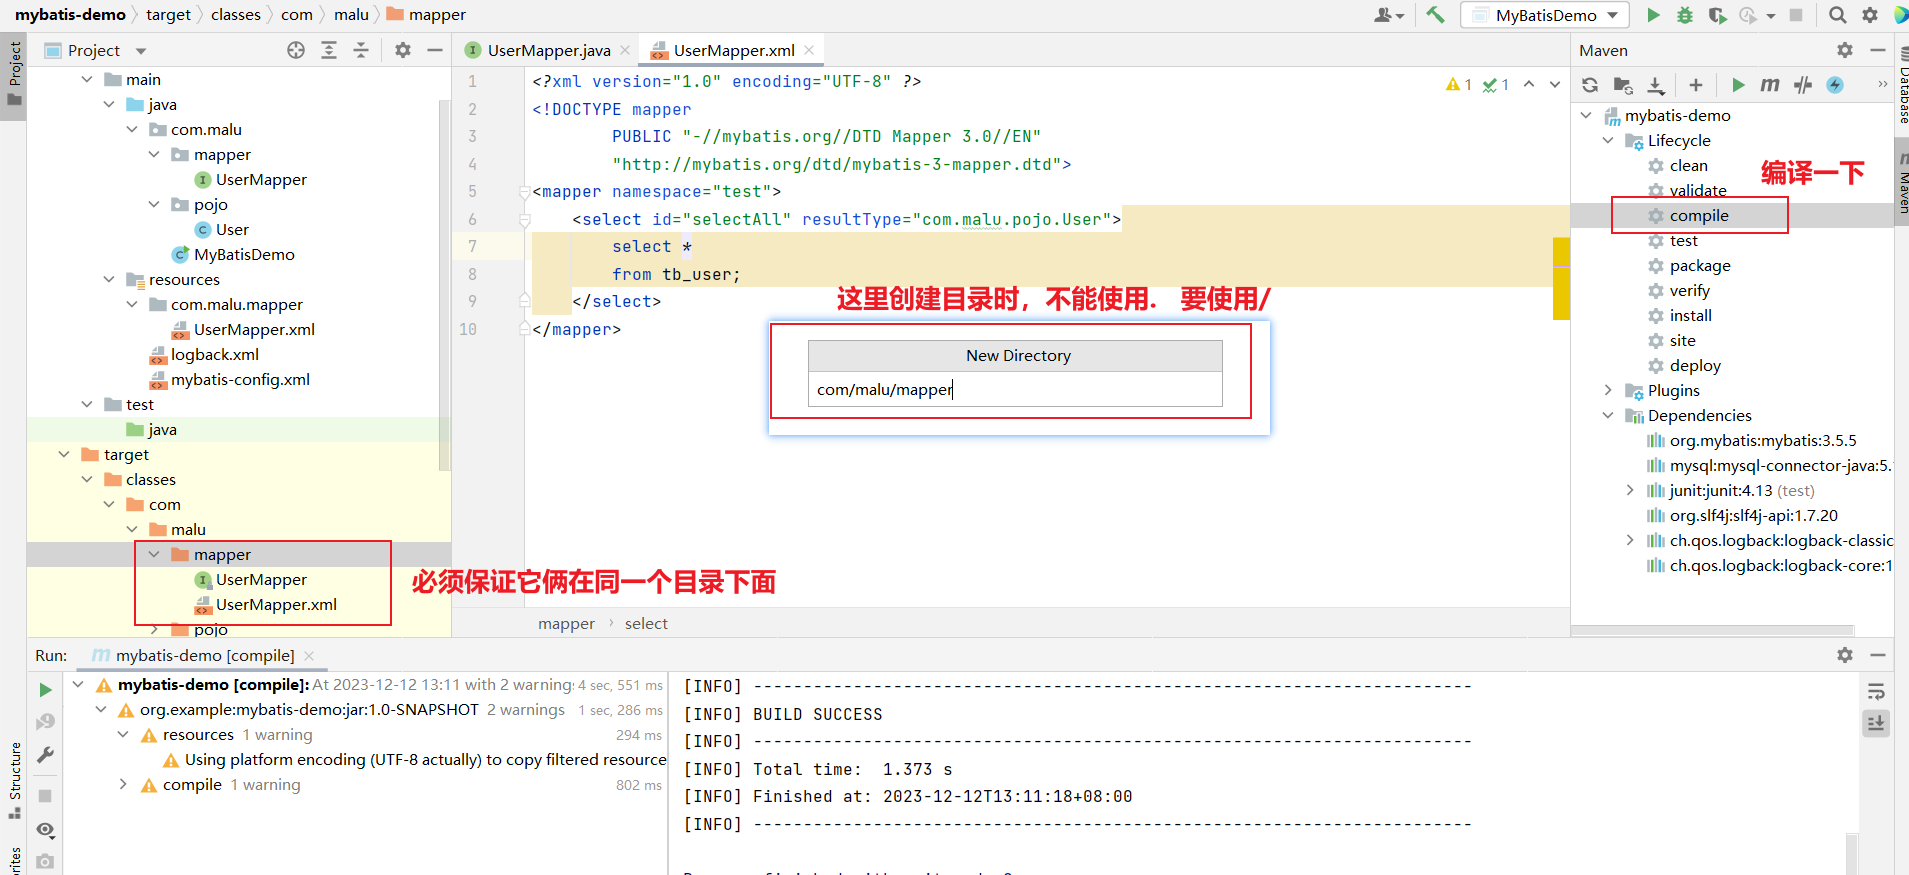 mybatis-demo target classes com malu mapper
MyBatisDemo
Project
UserMapper.java
UserMapper.xml
Maven
Project
main
java
com.malu
mapper
UserMapper
pojo
User
MyBatisDemo
resources
com.malu.mapper
UserMapper.xml
logback.xml
mybatis-config.xml
test
java
target
classes
com
malu
mapper
UserMapper
UserMapper.xml
pojo
必须保证它俩在同一个目录下面
1 <?xml version="1.0" encoding="UTF-8" ?>
2 <!DOCTYPE mapper
3 PUBLIC "-//mybatis.org//DTD Mapper 3.0//EN"
4 "http://mybatis.org/dtd/mybatis-3-mapper.dtd">
5 <mapper namespace="test">
6 <select id="selectAll" resultType="com.malu.pojo.User">
7 select *
8 from tb_user;
9 </select>
10 </mapper>
1 1
这里创建目录时，不能使用. 要使用/
New Directory
com/malu/mapper
mapper select
mybatis-demo
Lifecycle
clean
validate
编译一下
compile
test
package
verify
install
site
deploy
Plugins
Dependencies
org.mybatis:mybatis:3.5.5
mysql:mysql-connector-java:5.
junit:junit:4.13 (test)
org.slf4j:slf4j-api:1.7.20
ch.qos.logback:logback-classic
ch.qos.logback:logback-core:1
Database
Maven
Run: mybatis-demo [compile]
mybatis-demo [compile]: At 2023-12-12 13:11 with 2 warning: 4 sec, 551 ms
org.example:mybatis-demo:jar:1.0-SNAPSHOT 2 warnings 1 sec, 286 ms
resources 1 warning 294 ms
Using platform encoding (UTF-8 actually) to copy filtered resource
compile 1 warning 802 ms
[INFO] ------------------------------------------------------------------------
[INFO] BUILD SUCCESS
[INFO] ------------------------------------------------------------------------
[INFO] Total time:  1.373 s
[INFO] Finished at: 2023-12-12T13:11:18+08:00
[INFO] ------------------------------------------------------------------------
Structure